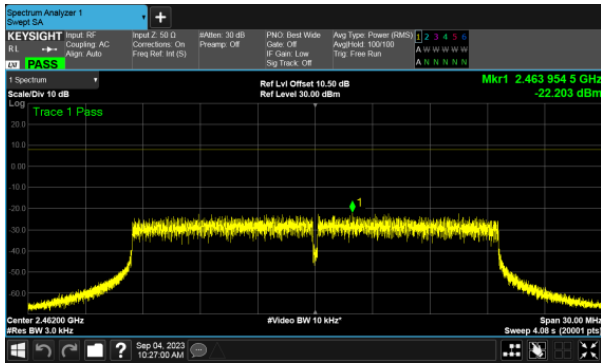 Spectrum Analyzer 1
Swept SA
+
KEYSIGHT Input: RF Input Z: 50 Ω #Atten: 30 dB PNO: Best Wide Avg Type: Power (RMS) 1 2 3 4 5 6
RL Coupling: AC Corrections: On Preamp: Off Gate: Off Avg|Hold: 100/100 A W W W W W
Align: Auto Freq Ref: Int (S) IF Gain: Low Trig: Free Run
LXI PASS Sig Track: Off A N N N N N
1 Spectrum
Scale/Div 10 dB
Ref Lvl Offset 10.50 dB
Ref Level 30.00 dBm
Mkr1 2.463 954 5 GHz
-22.203 dBm
Log
Trace 1 Pass
20.0
10.0
0.00
-10.0
-20.0
1
-30.0
-40.0
-50.0
-60.0
Center 2.46200 GHz #Video BW 10 kHz* Span 30.00 MHz
#Res BW 3.0 kHz Sweep 4.08 s (20001 pts)
? Sep 04, 2023
10:27:00 AM